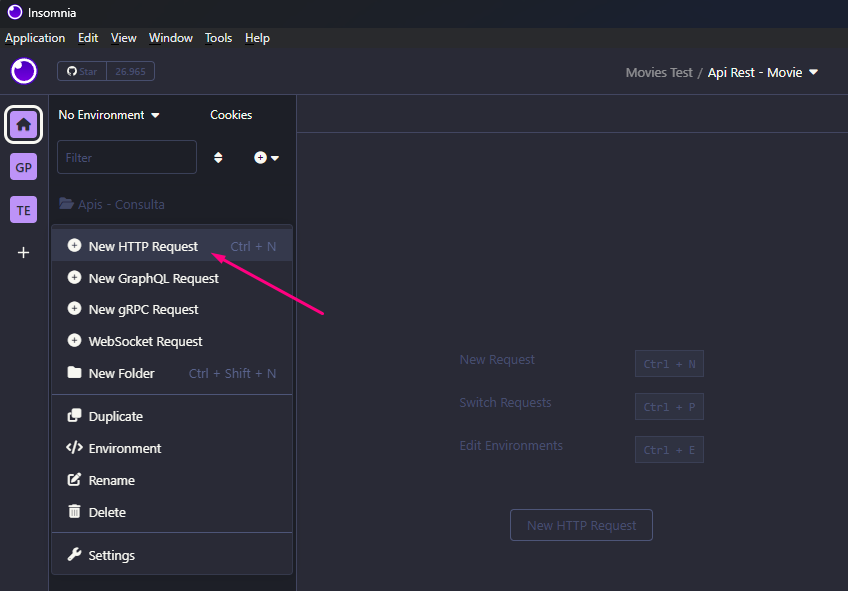 Insomnia
Application Edit View Window Tools Help
Star 26.965
Movies Test / Api Rest - Movie
No Environment Cookies
Filter
GP
Apis - Consulta
TE
New HTTP Request Ctrl + N
New GraphQL Request
New gRPC Request
WebSocket Request
New Folder Ctrl + Shift + N
Duplicate
Environment
Rename
Delete
Settings
New Request Ctrl + N
Switch Requests Ctrl + P
Edit Environments Ctrl + E
New HTTP Request